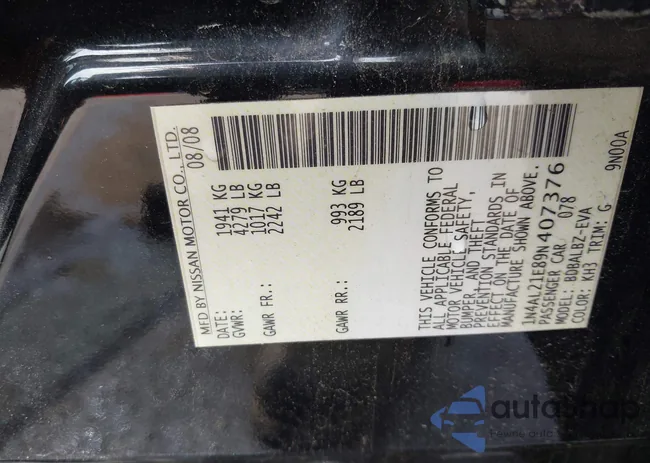 MFD BY NISSAN MOTOR CO., LTD.
DATE: 08/08
GVWR: 1941 KG
4279 LB
GAWR FR.: 1017 KG
2242 LB
GAWR RR.: 993 KG
2189 LB
THIS VEHICLE CONFORMS TO
ALL APPLICABLE FEDERAL
MOTOR VEHICLE SAFETY,
BUMPER, AND THEFT
PREVENTION STANDARDS IN
EFFECT ON THE DATE OF
MANUFACTURE SHOWN ABOVE.
1N4AL21E89N407376
PASSENGER CAR 078
MODEL: BDBALBZ-EVA
COLOR: KH3 TRIM: G
9N00A
autoshop